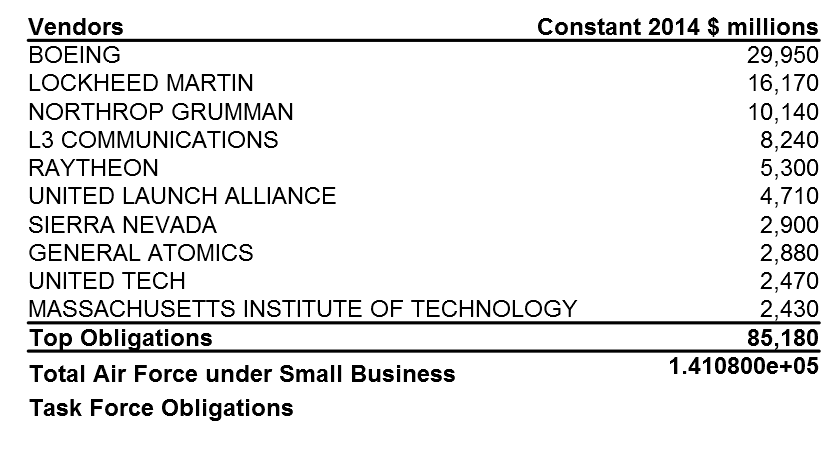 Vendors Constant 2014 $ millions
BOEING 29,950
LOCKHEED MARTIN 16,170
NORTHROP GRUMMAN 10,140
L3 COMMUNICATIONS 8,240
RAYTHEON 5,300
UNITED LAUNCH ALLIANCE 4,710
SIERRA NEVADA 2,900
GENERAL ATOMICS 2,880
UNITED TECH 2,470
MASSACHUSETTS INSTITUTE OF TECHNOLOGY 2,430
Top Obligations 85,180
Total Air Force under Small Business 1.410800e+05
Task Force Obligations